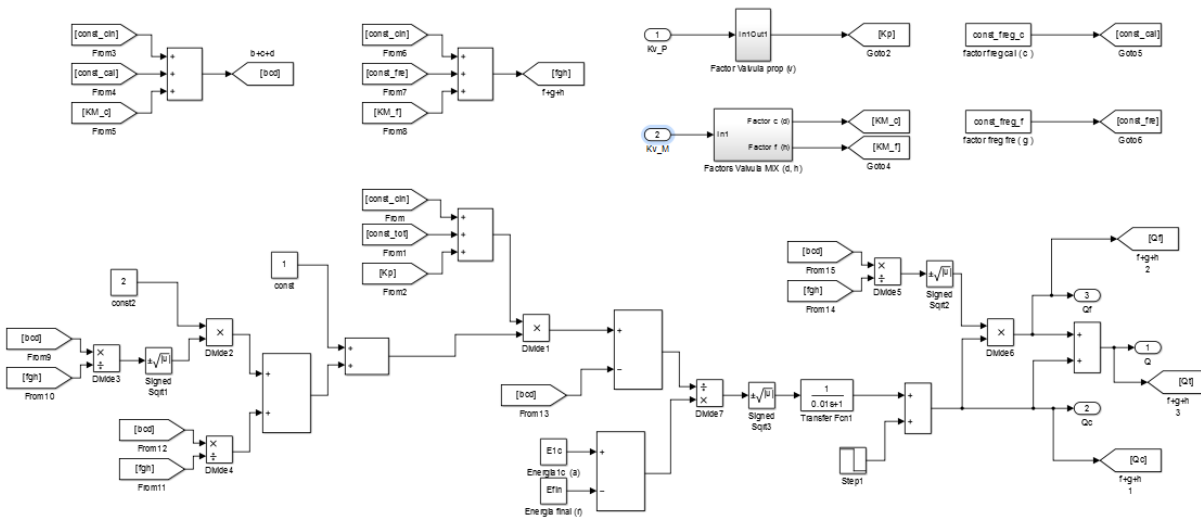 [const_cin]
From3
[const_cal]
From4
[KM_c]
From5
+
+
+
b+c+d
[bcd]
[const_cin]
From6
[const_fre]
From7
[KM_f]
From8
+
+
+
[fgh]
f+g+h
1
Kv_P
In1Out1
Factor Valvula prop (v)
[Kp]
Goto2
const_freg_c
factor freg cal ( c )
[const_cal]
Goto5
2
Kv_M
In1
Factor c (d)
Factor f (h)
Factors Valvula MIX (d, h)
[KM_c]
[KM_f]
Goto4
const_freg_f
factor freg fre ( g )
[const_fre]
Goto6
[const_cin]
From
[const_tot]
From1
[Kp]
From2
+
+
+
1
const
2
const2
[bcd]
From9
[fgh]
From10
×
÷
Divide3
±√|u|
Signed
Sqrt1
×
Divide2
[bcd]
From12
[fgh]
From11
×
÷
Divide4
+
+
+
+
×
Divide1
[bcd]
From13
+
−
E1c
Energia1c (a)
Efin
Energia final (r)
+
−
÷
×
Divide7
±√|u|
Signed
Sqrt3
1
0.01s+1
Transfer Fcn1
Step1
+
+
[bcd]
From15
[fgh]
From14
×
÷
Divide5
±√|u|
Signed
Sqrt2
×
Divide6
[Qf]
f+g+h
2
3
Qf
+
+
1
Q
[Qt]
f+g+h
3
2
Qc
[Qc]
f+g+h
1